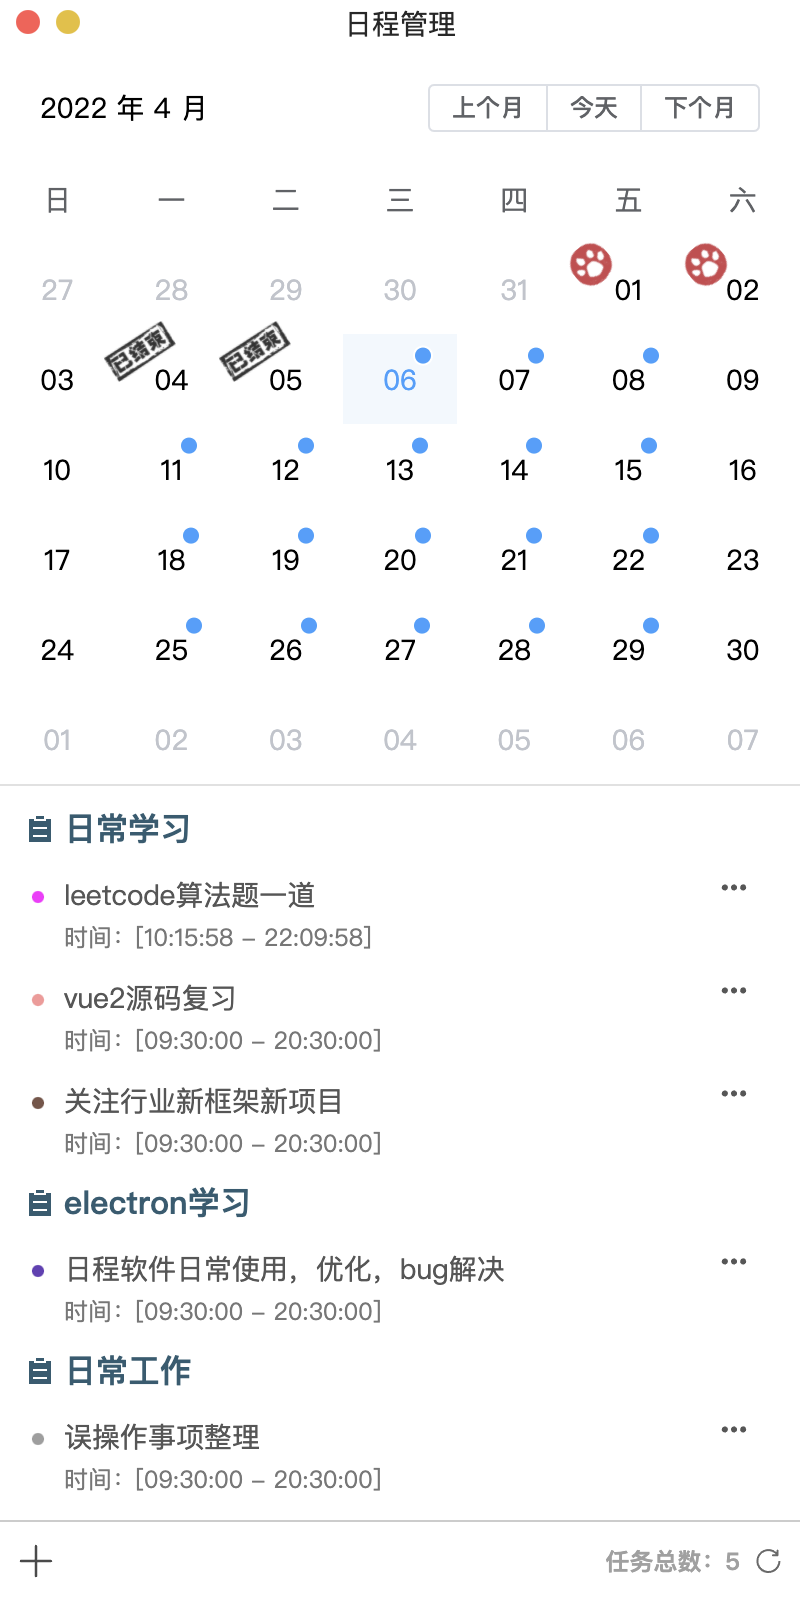 日程管理
2022 年 4 月
上个月 今天 下个月
日 一 二 三 四 五 六
27 28 29 30 31 01 02
已结束 已结束
03 04 05 06 07 08 09
10 11 12 13 14 15 16
17 18 19 20 21 22 23
24 25 26 27 28 29 30
01 02 03 04 05 06 07
日常学习
leetcode算法题一道
时间：[10:15:58 – 22:09:58]
vue2源码复习
时间：[09:30:00 – 20:30:00]
关注行业新框架新项目
时间：[09:30:00 – 20:30:00]
electron学习
日程软件日常使用，优化，bug解决
时间：[09:30:00 – 20:30:00]
日常工作
误操作事项整理
时间：[09:30:00 – 20:30:00]
任务总数：5